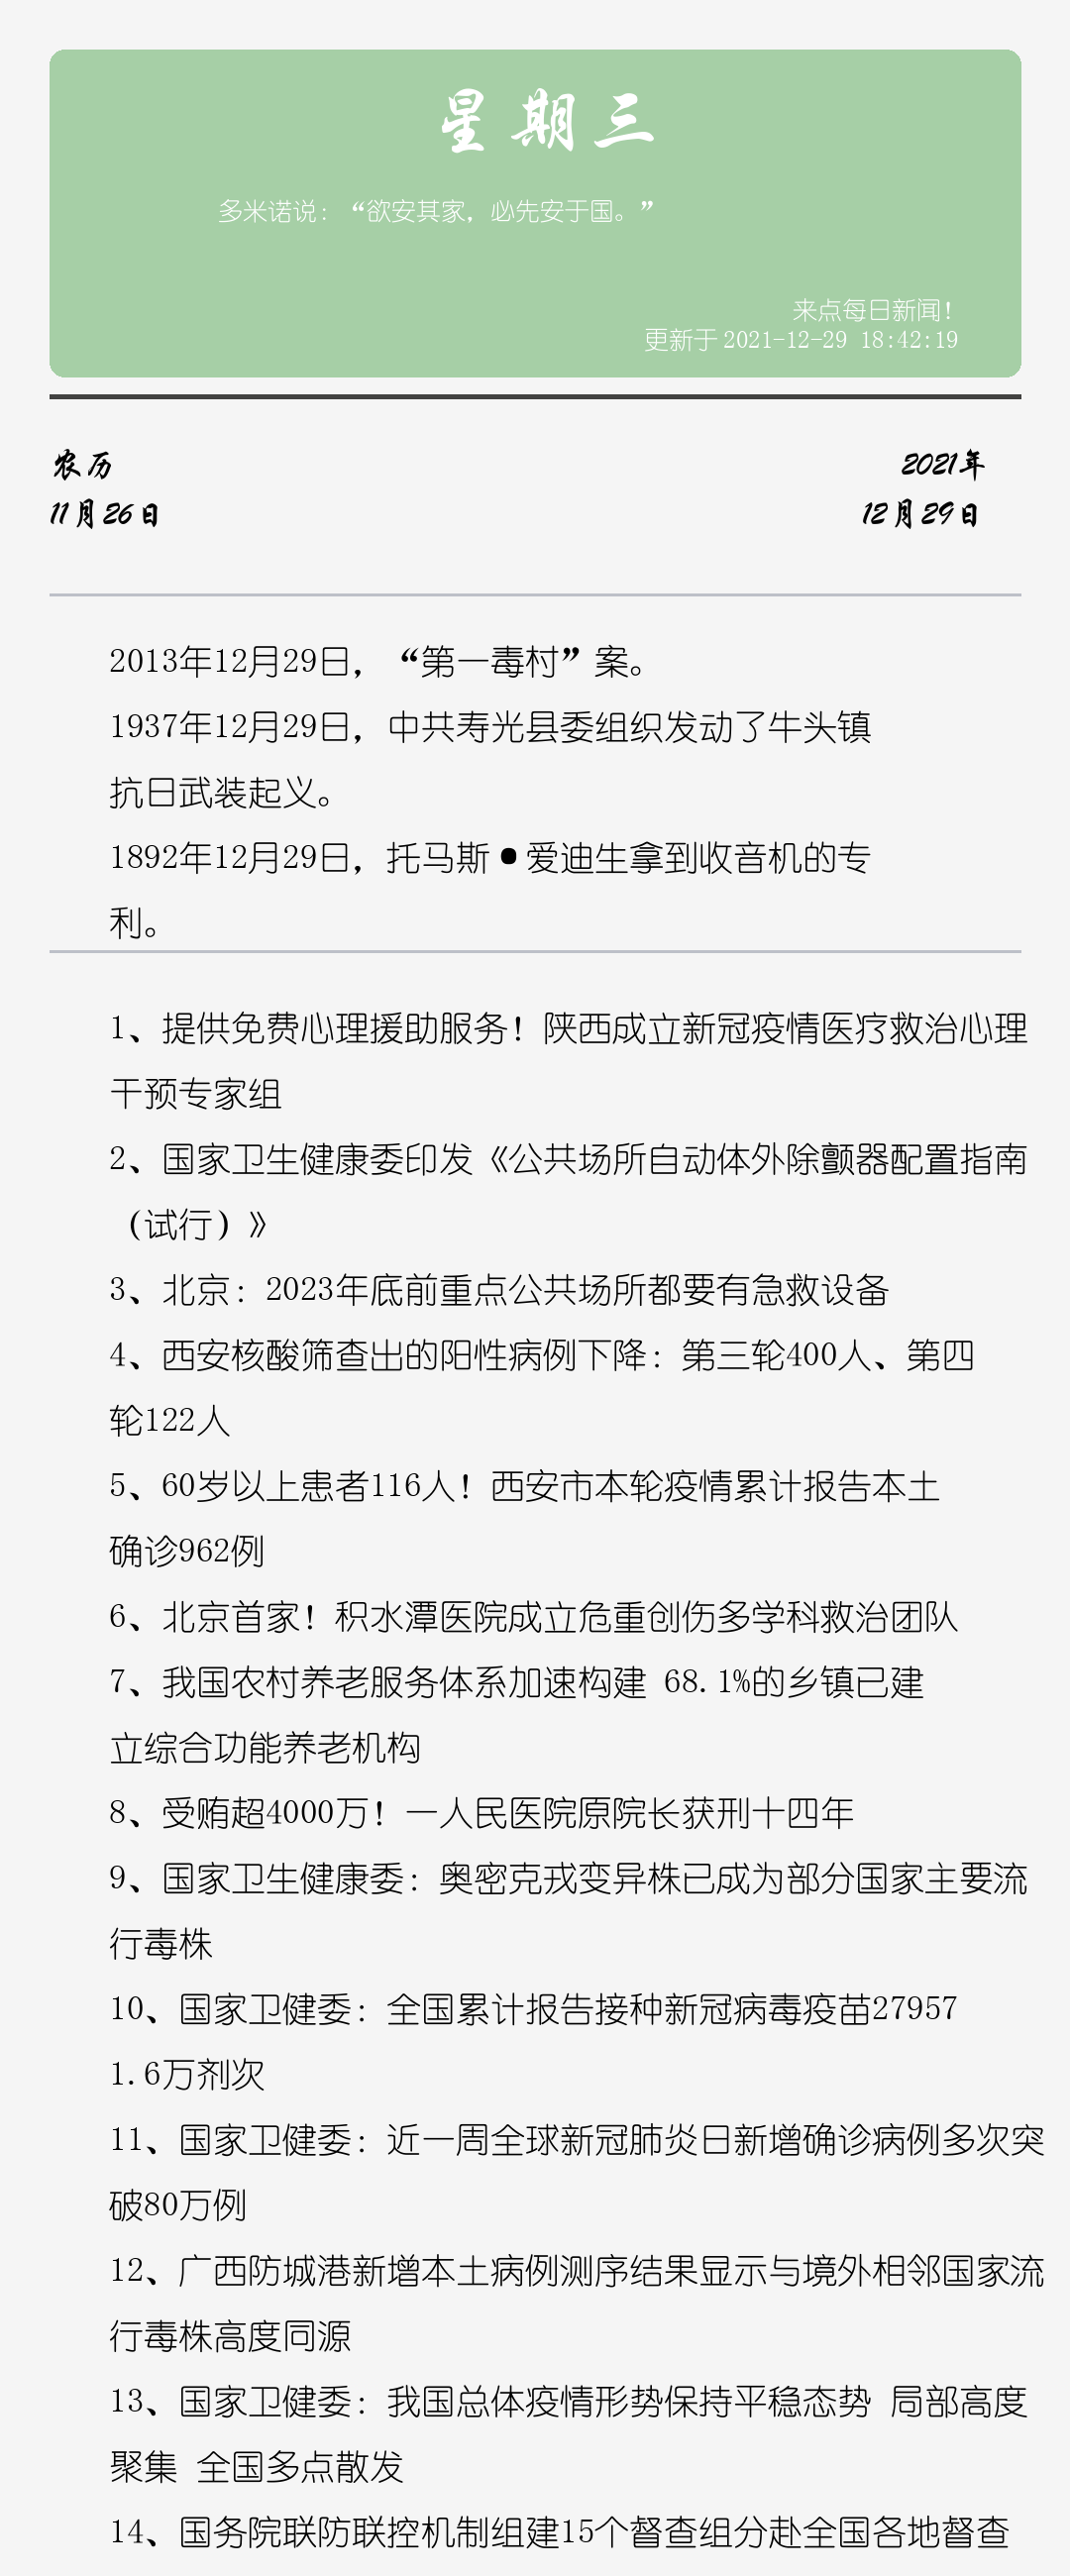 星期三
多米诺说：“欲安其家，必先安于国。”
来点每日新闻！
更新于 2021-12-29 18:42:19
农历
2021年
11月26日
12月29日
2013年12月29日，“第一毒村”案。
1937年12月29日，中共寿光县委组织发动了牛头镇
抗日武装起义。
1892年12月29日，托马斯•爱迪生拿到收音机的专
利。
1、提供免费心理援助服务！陕西成立新冠疫情医疗救治心理
干预专家组
2、国家卫生健康委印发《公共场所自动体外除颤器配置指南
（试行）》
3、北京：2023年底前重点公共场所都要有急救设备
4、西安核酸筛查出的阳性病例下降：第三轮400人、第四
轮122人
5、60岁以上患者116人！西安市本轮疫情累计报告本土
确诊962例
6、北京首家！积水潭医院成立危重创伤多学科救治团队
7、我国农村养老服务体系加速构建 68.1%的乡镇已建
立综合功能养老机构
8、受贿超4000万！一人民医院原院长获刑十四年
9、国家卫生健康委：奥密克戎变异株已成为部分国家主要流
行毒株
10、国家卫健委：全国累计报告接种新冠病毒疫苗27957
1.6万剂次
11、国家卫健委：近一周全球新冠肺炎日新增确诊病例多次突
破80万例
12、广西防城港新增本土病例测序结果显示与境外相邻国家流
行毒株高度同源
13、国家卫健委：我国总体疫情形势保持平稳态势 局部高度
聚集 全国多点散发
14、国务院联防联控机制组建15个督查组分赴全国各地督查